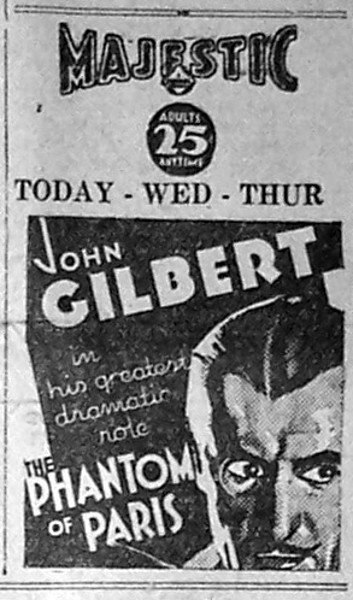 MAJESTIC
ADULTS
25
ANYTIME
TODAY - WED - THUR
JOHN
GILBERT
in
his greatest
dramatic
role
THE
PHANTOM
OF PARIS